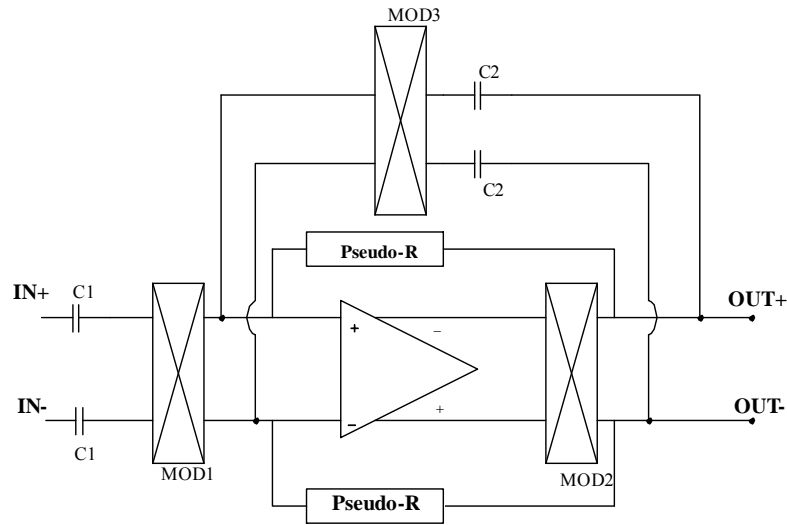 MOD3
C2
C2
Pseudo-R
IN+
C1
OUT+
+
−
IN-
−
+
OUT-
C1
MOD1
MOD2
Pseudo-R